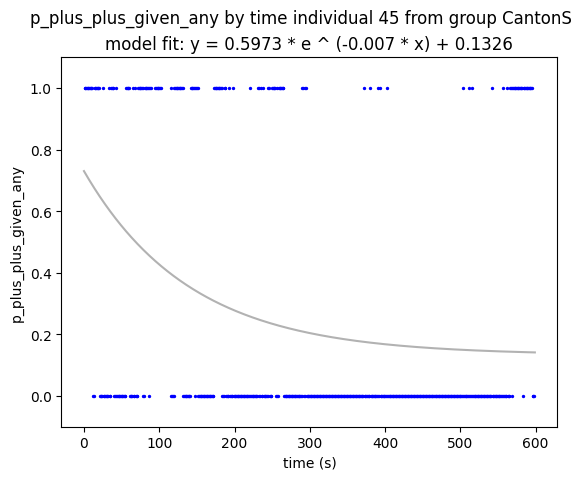 p_plus_plus_given_any by time individual 45 from group CantonS
model fit: y = 0.5973 * e ^ (-0.007 * x) + 0.1326
p_plus_plus_given_any
1.0
0.8
0.6
0.4
0.2
0.0
0 100 200 300 400 500 600
time (s)